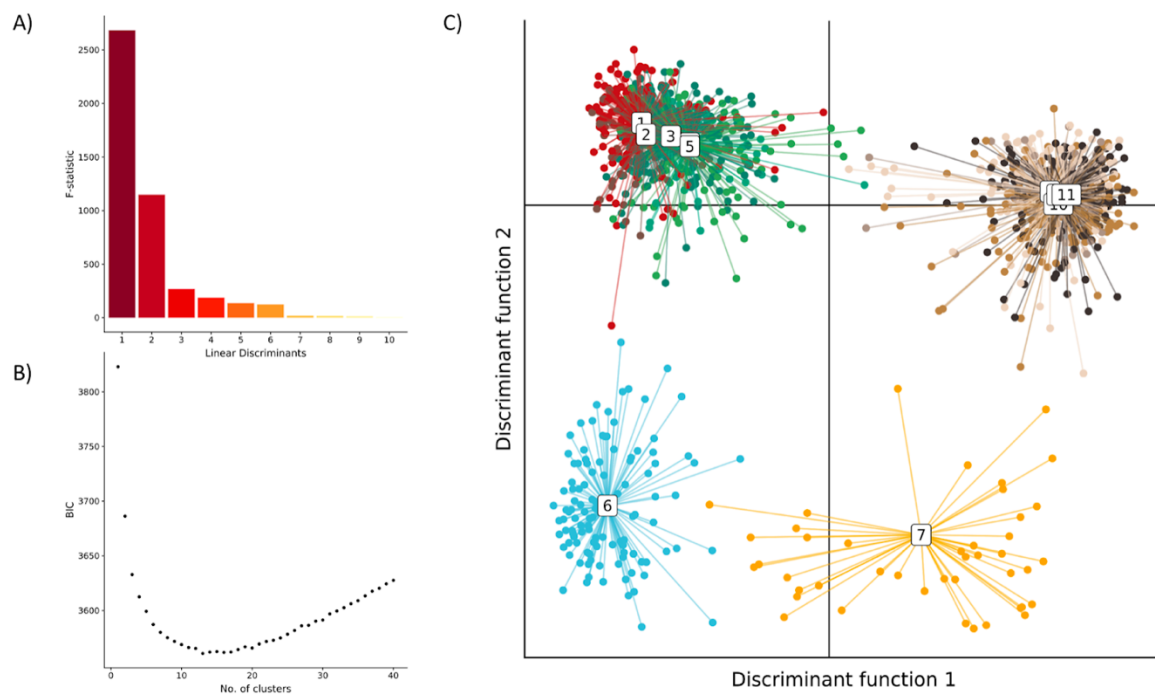 A)
F-statistic
2500
2000
1500
1000
500
0
1 2 3 4 5 6 7 8 9 10
Linear Discriminants
B)
BIC
3800
3750
3700
3650
3600
0 10 20 30 40
No. of clusters
C)
Discriminant function 2
1
2
3
5
11
10
6
7
Discriminant function 1